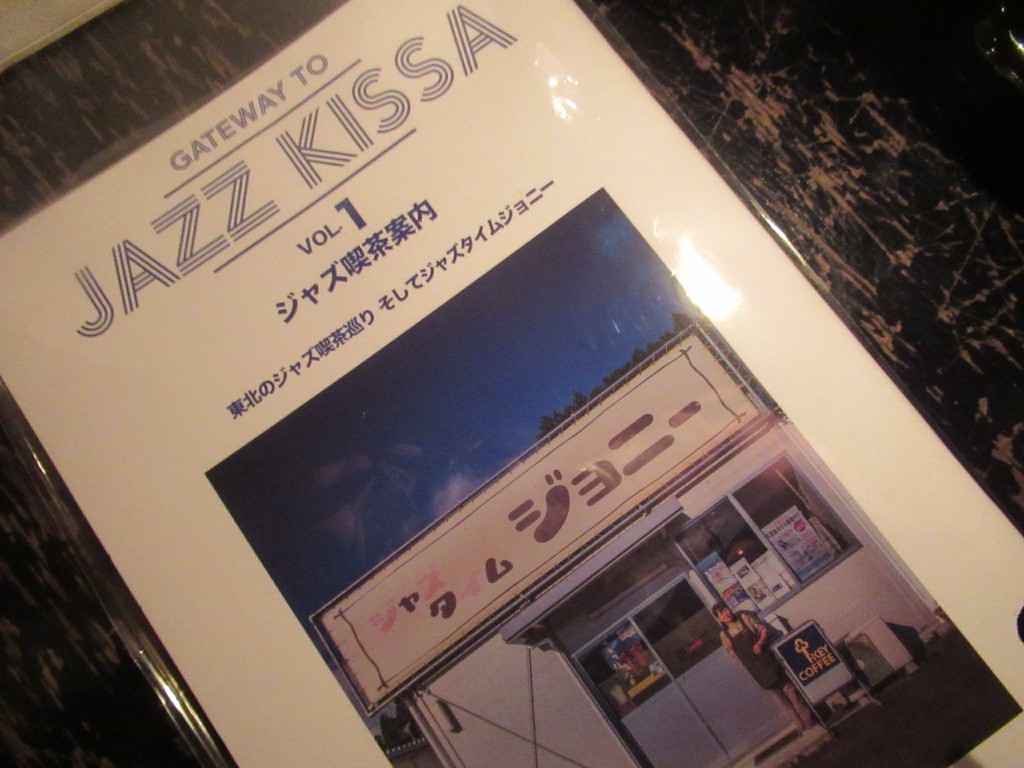 GATEWAY TO
JAZZ KISSA
VOL 1
ジャズ喫茶案内
東北のジャズ喫茶巡り そしてジャズタイムジョニー
ジャズ
タイム ジョニー
KEY
COFFEE